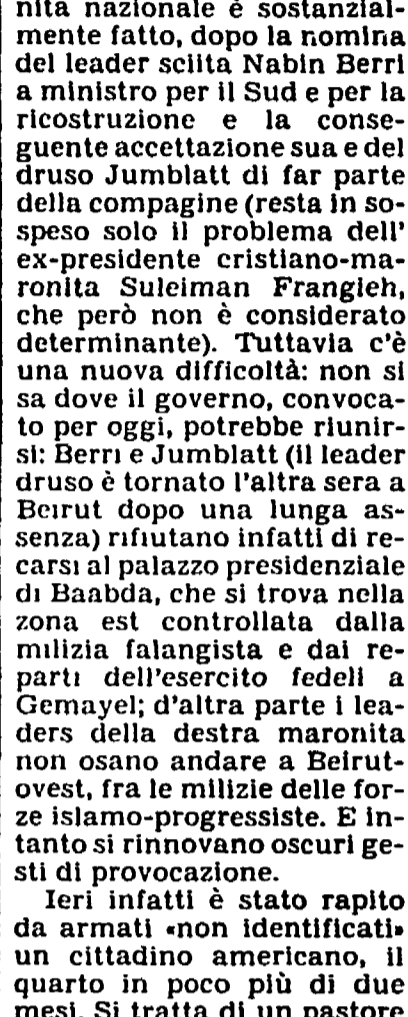 nità nazionale è sostanzial-
mente fatto, dopo la nomina
del leader sciita Nabin Berri
a ministro per il Sud e per la
ricostruzione e la conse-
guente accettazione sua e del
druso Jumblatt di far parte
della compagine (resta in so-
speso solo il problema dell'
ex-presidente cristiano-ma-
ronita Suleiman Frangieh,
che però non è considerato
determinante). Tuttavia c'è
una nuova difficoltà: non si
sa dove il governo, convoca-
to per oggi, potrebbe riunir-
si: Berri e Jumblatt (il leader
druso è tornato l'altra sera a
Beirut dopo una lunga as-
senza) rifiutano infatti di re-
carsi al palazzo presidenziale
di Baabda, che si trova nella
zona est controllata dalla
milizia falangista e dai re-
parti dell'esercito fedeli a
Gemayel; d'altra parte i lea-
ders della destra maronita
non osano andare a Beirut-
ovest, fra le milizie delle for-
ze islamo-progressiste. E in-
tanto si rinnovano oscuri ge-
sti di provocazione.
Ieri infatti è stato rapito
da armati «non identificati»
un cittadino americano, il
quarto in poco più di due
mesi. Si tratta di un pastore